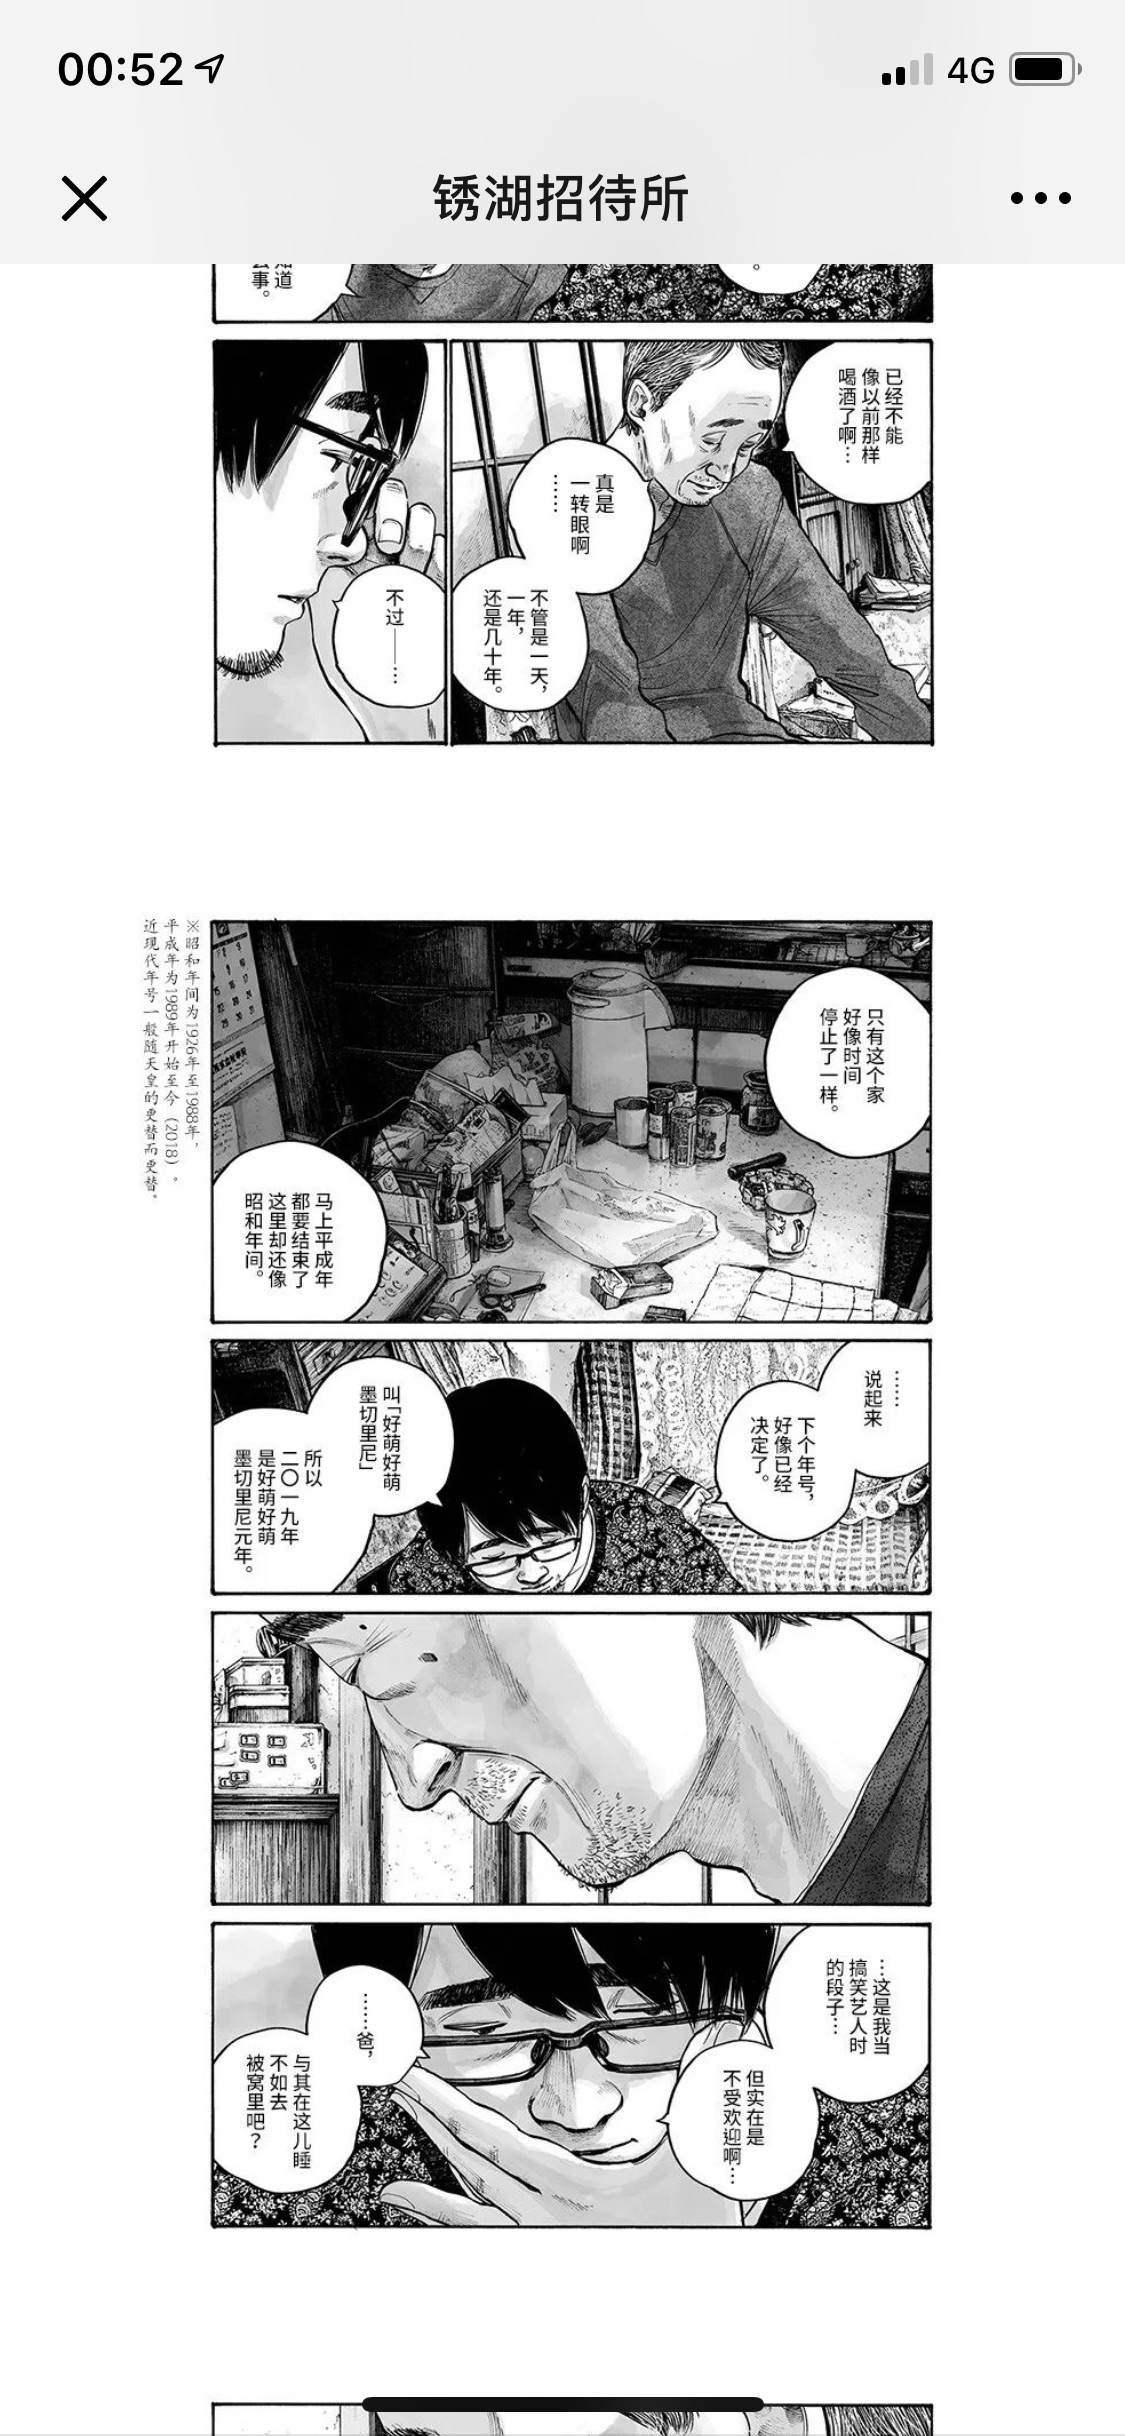 00:52
4G
锈湖招待所
知道
么事。
已经不能
像以前那样
喝酒了啊…
真是
一转眼啊
……
不管是一天，
一年，
还是几十年。
不过——…
只有这个家
好像时间
停止了一样。
马上平成年
都要结束了
这里却还像
昭和年间。
※昭和年间为1926年至1988年，
平成年为1989年开始至今（2018）。
近现代年号一般随天皇的更替而更替。
……
说起来
下个年号，
好像已经
决定了。
叫「好萌好萌
墨切里尼」
所以
二〇一九年
是好萌好萌
墨切里尼元年。
…这是我当
搞笑艺人时
的段子…
但实在是
不受欢迎啊…
……爸，
与其在这儿睡
不如去
被窝里吧？